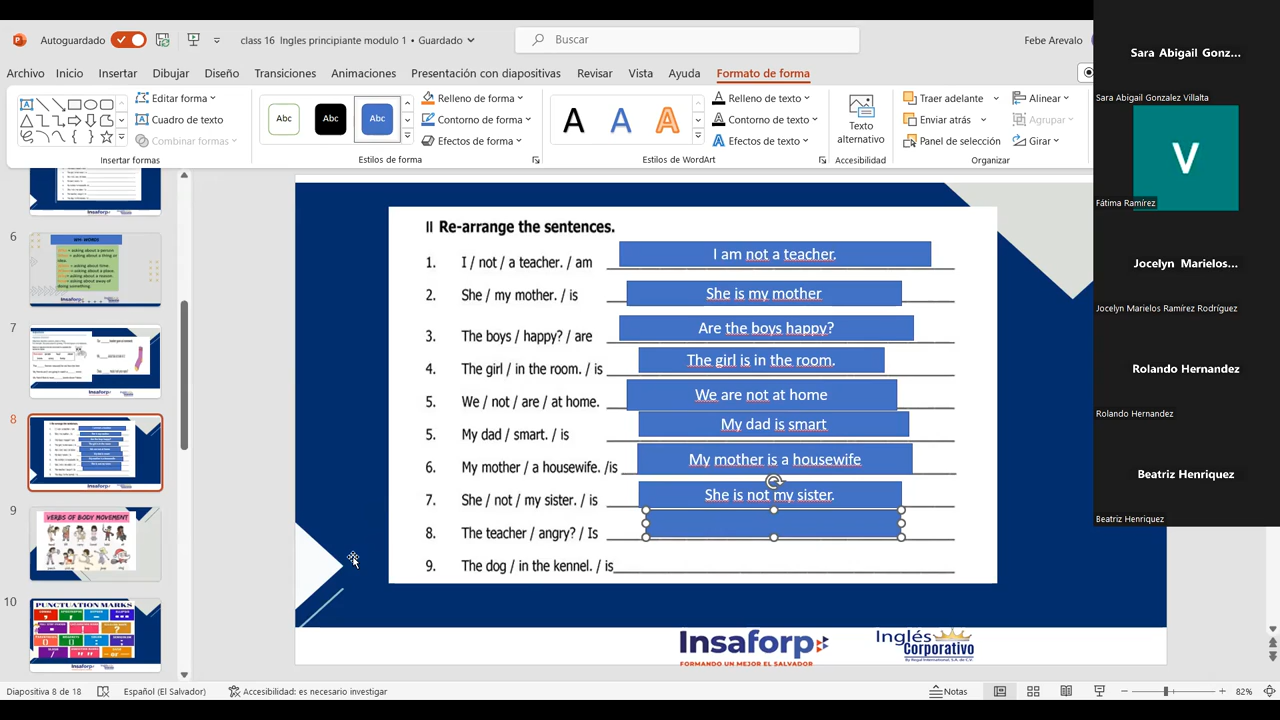 Autoguardado
class 16 Ingles principiante modulo 1 • Guardado
Buscar
Febe Arevalo
Archivo Inicio Insertar Dibujar Diseño Transiciones Animaciones Presentación con diapositivas Revisar Vista Ayuda Formato de forma
Editar forma
Cuadro de texto
Combinar formas
Insertar formas
Abc Abc Abc
Relleno de forma
Contorno de forma
Efectos de forma
Estilos de forma
A A A
Relleno de texto
Contorno de texto
Efectos de texto
Estilos de WordArt
Texto alternativo
Accesibilidad
Traer adelante
Enviar atrás
Panel de selección
Alinear
Agrupar
Girar
Organizar
Sara Abigail Gonz...
Sara Abigail Gonzalez Villalta
V
Fátima Ramírez
Jocelyn Marielos...
Jocelyn Marielos Ramírez Rodríguez
Rolando Hernandez
Rolando Hernandez
Beatriz Henriquez
Beatriz Henriquez
6
7
8
9
VERBS OF BODY MOVEMENT
10
PUNCTUATION MARKS
II Re-arrange the sentences.
1. I / not / a teacher. / am I am not a teacher.
2. She / my mother. / is She is my mother
3. The boys / happy? / are Are the boys happy?
4. The girl / in the room. / is The girl is in the room.
5. We / not / are / at home. We are not at home
5. My dad / smart. / is My dad is smart
6. My mother / a housewife. /is My mother is a housewife
7. She / not / my sister. / is She is not my sister.
8. The teacher / angry? / Is
9. The dog / in the kennel. / is
Insaforp
FORMANDO UN MEJOR EL SALVADOR
Inglés
Corporativo
By Regal International, S.A. de C.V.
Diapositiva 8 de 18 Español (El Salvador) Accesibilidad: es necesario investigar Notas 82%